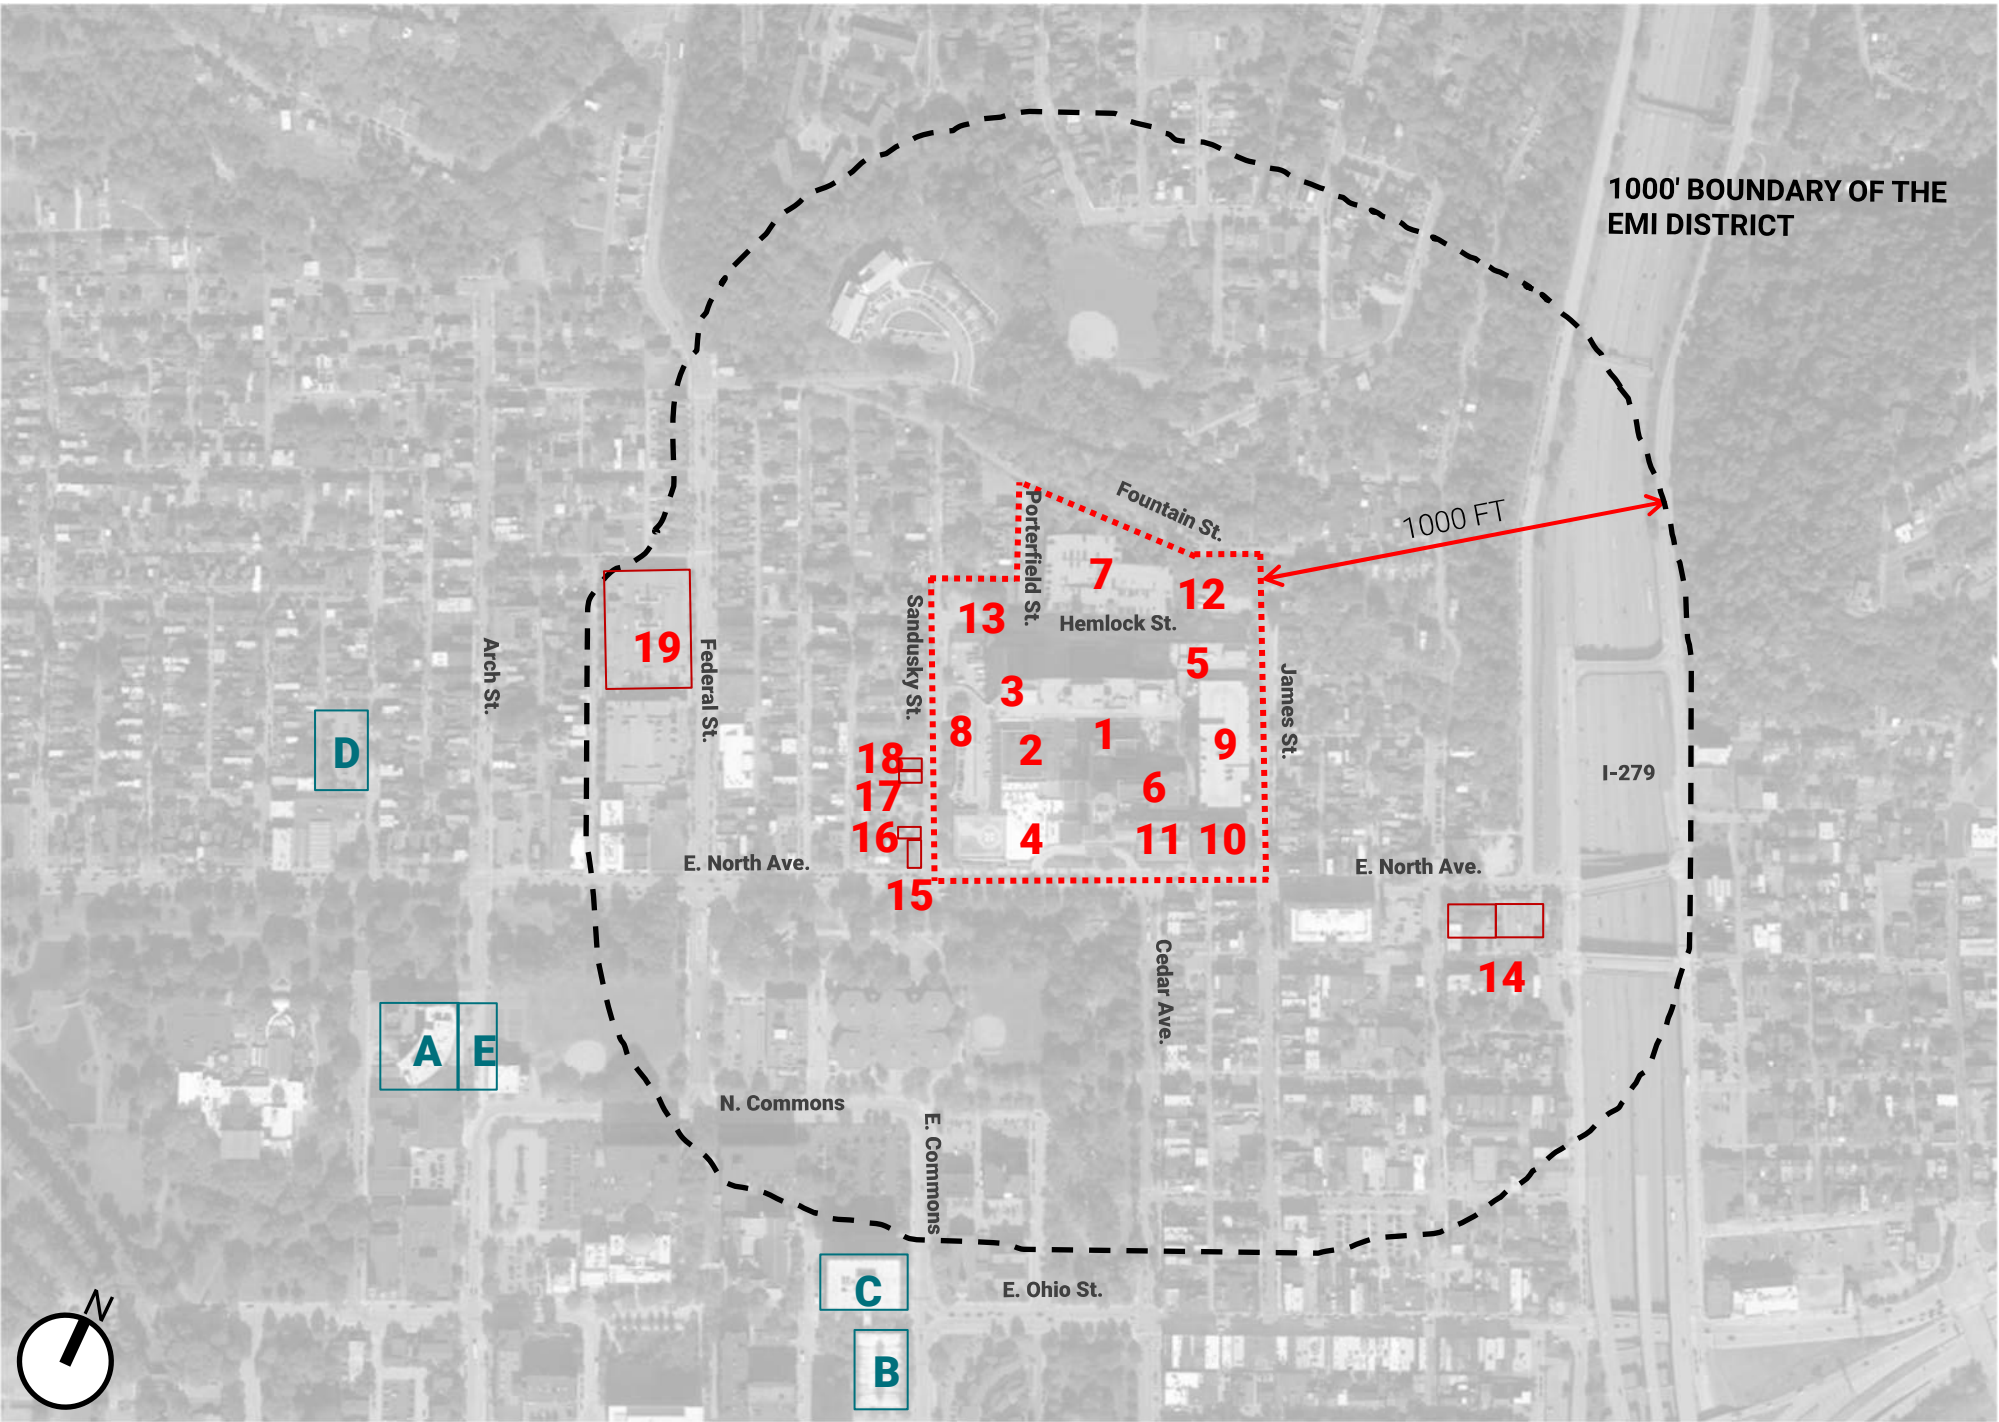 1000' BOUNDARY OF THE
EMI DISTRICT
Fountain St.
Porterfield St.
1000 FT
7
12
13
Hemlock St.
Sandusky St.
19
Federal St.
Arch St.
5
James St.
3
8
1
2
9
D
18
17
6
I-279
16
4
11
10
E. North Ave.
E. North Ave.
15
14
Cedar Ave.
A
E
N. Commons
E. Commons
C
E. Ohio St.
N
B